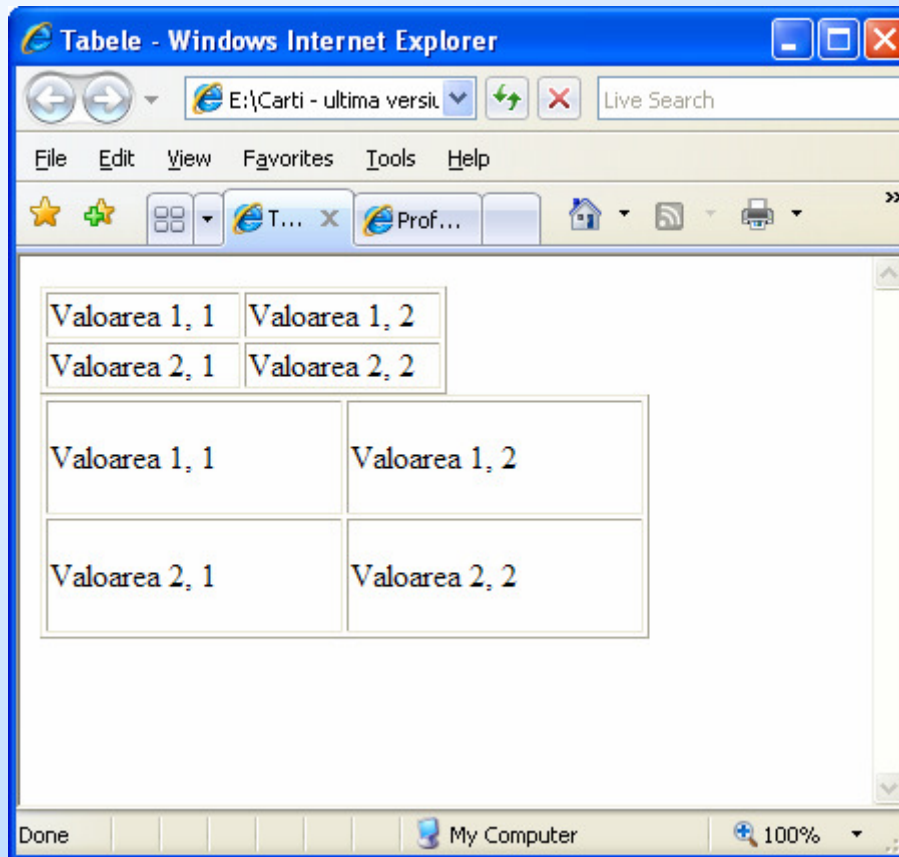 Tabele - Windows Internet Explorer
E:\Carti - ultima versiu Live Search
File Edit View Favorites Tools Help
T... Prof... »
Valoarea 1, 1 Valoarea 1, 2
Valoarea 2, 1 Valoarea 2, 2
Valoarea 1, 1 Valoarea 1, 2
Valoarea 2, 1 Valoarea 2, 2
Done My Computer 100%